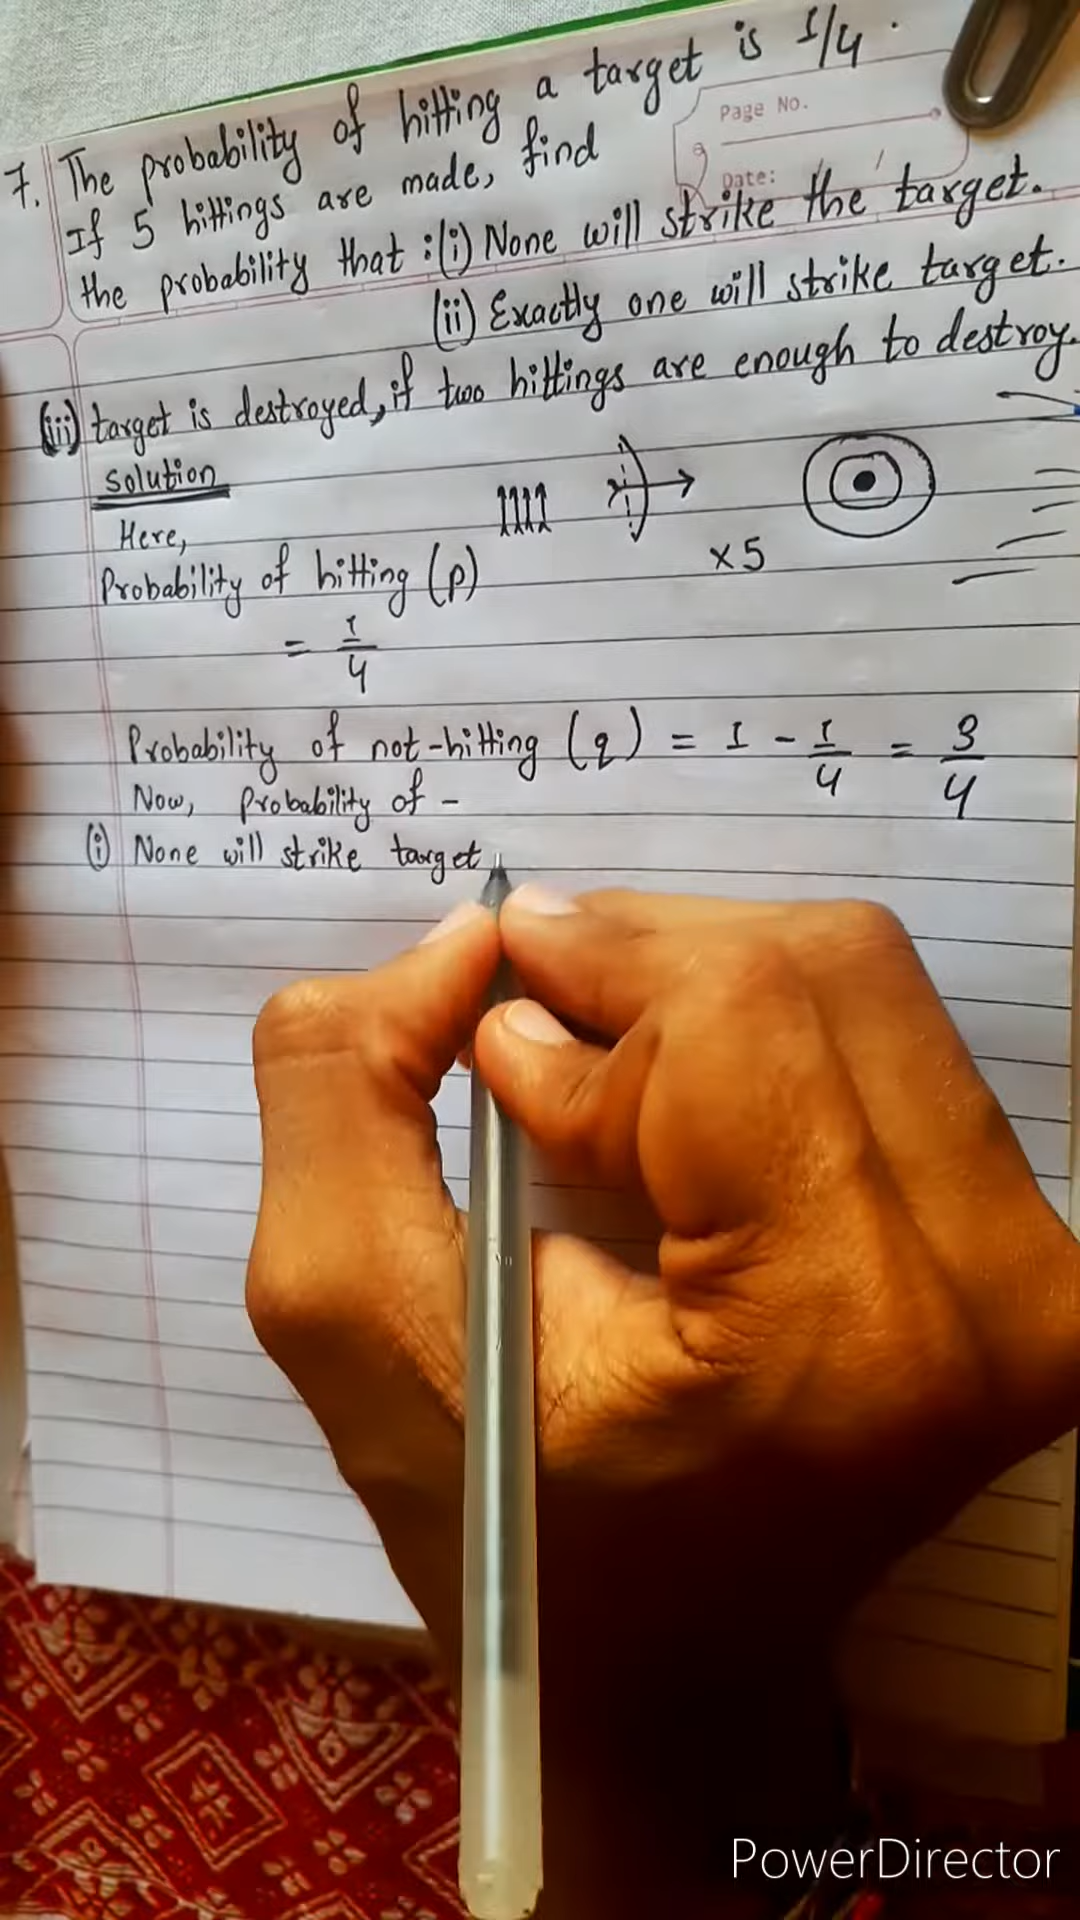 7. The probability of hitting a target is 1/4.
Page No.
If 5 hittings are made, find
Date:
the probability that :(i) None will strike the target.
(ii) Exactly one will strike target.
(iii) target is destroyed, if two hittings are enough to destroy.
Solution
Here,
×5
Probability of hitting (p)
= 1/4
Probability of not-hitting (q) = 1 - 1/4 = 3/4
Now, probability of -
(i) None will strike target
PowerDirector